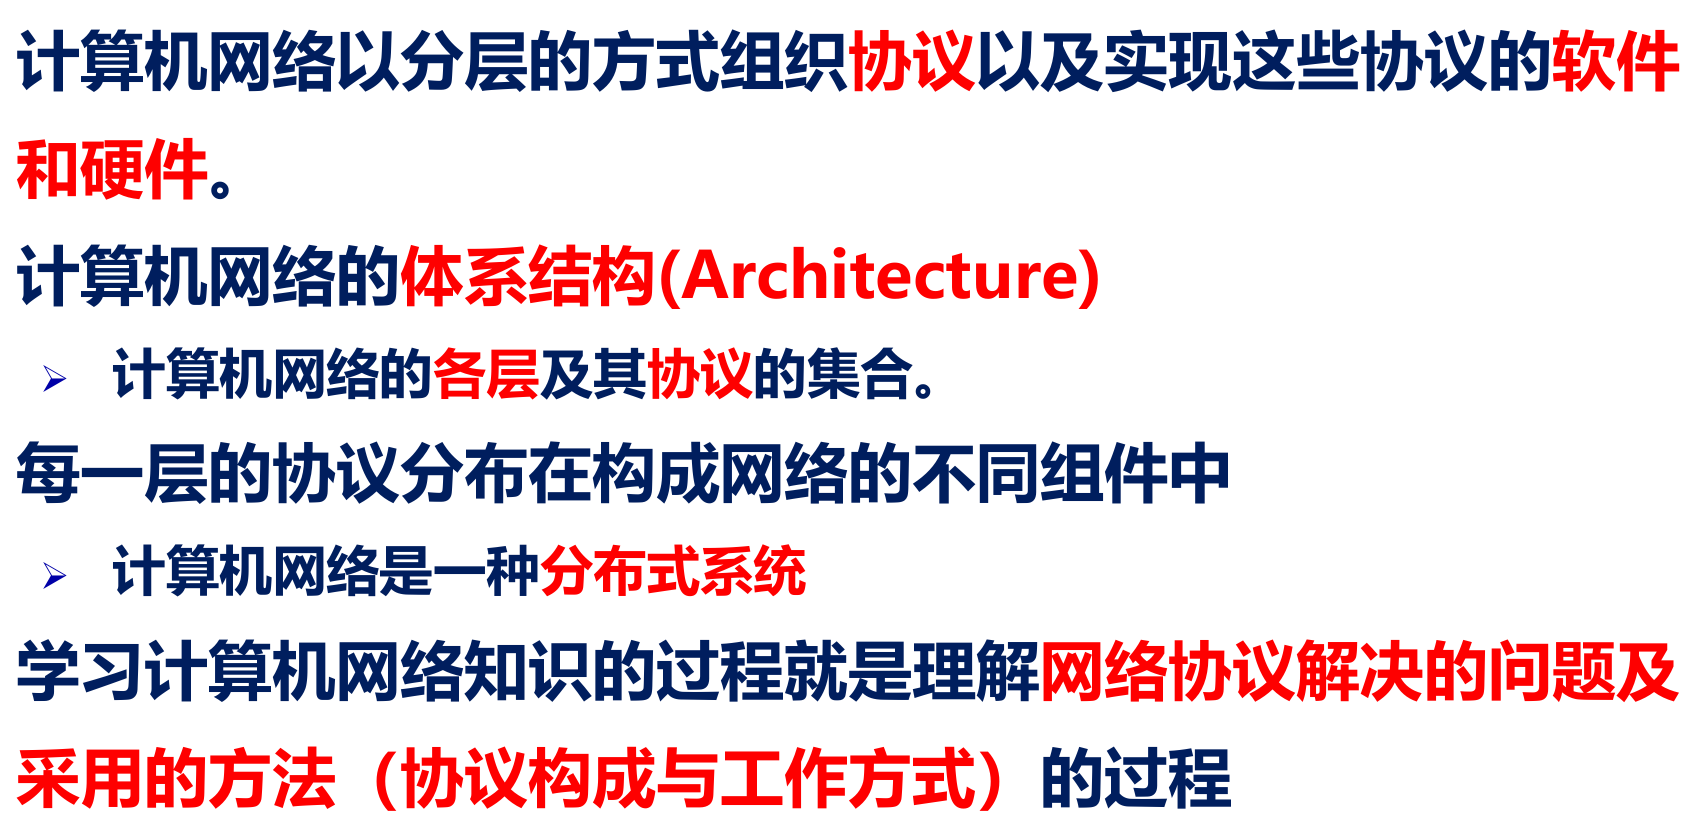 计算机网络以分层的方式组织协议以及实现这些协议的软件
和硬件。
计算机网络的体系结构(Architecture)
➢ 计算机网络的各层及其协议的集合。
每一层的协议分布在构成网络的不同组件中
➢ 计算机网络是一种分布式系统
学习计算机网络知识的过程就是理解网络协议解决的问题及
采用的方法（协议构成与工作方式）的过程